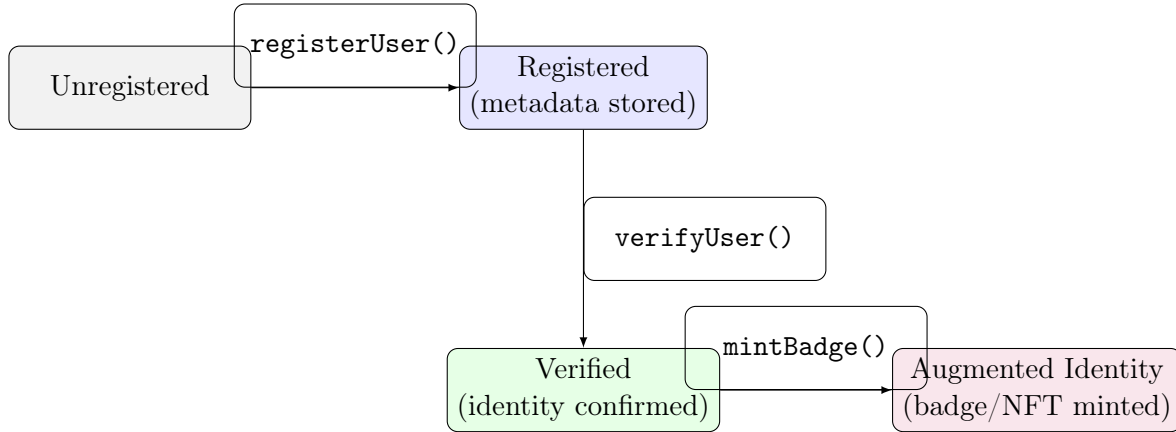 registerUser()
Unregistered
Registered
(metadata stored)
verifyUser()
mintBadge()
Verified
(identity confirmed)
Augmented Identity
(badge/NFT minted)